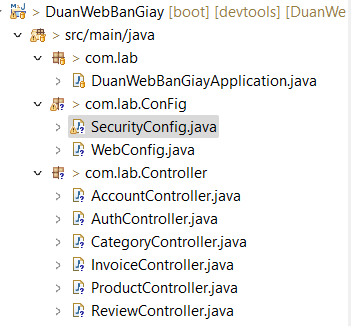 DuanWebBanGiay [boot] [devtools] [DuanWe
src/main/java
com.lab
DuanWebBanGiayApplication.java
com.lab.ConFig
SecurityConfig.java
WebConfig.java
com.lab.Controller
AccountController.java
AuthController.java
CategoryController.java
InvoiceController.java
ProductController.java
ReviewController.java